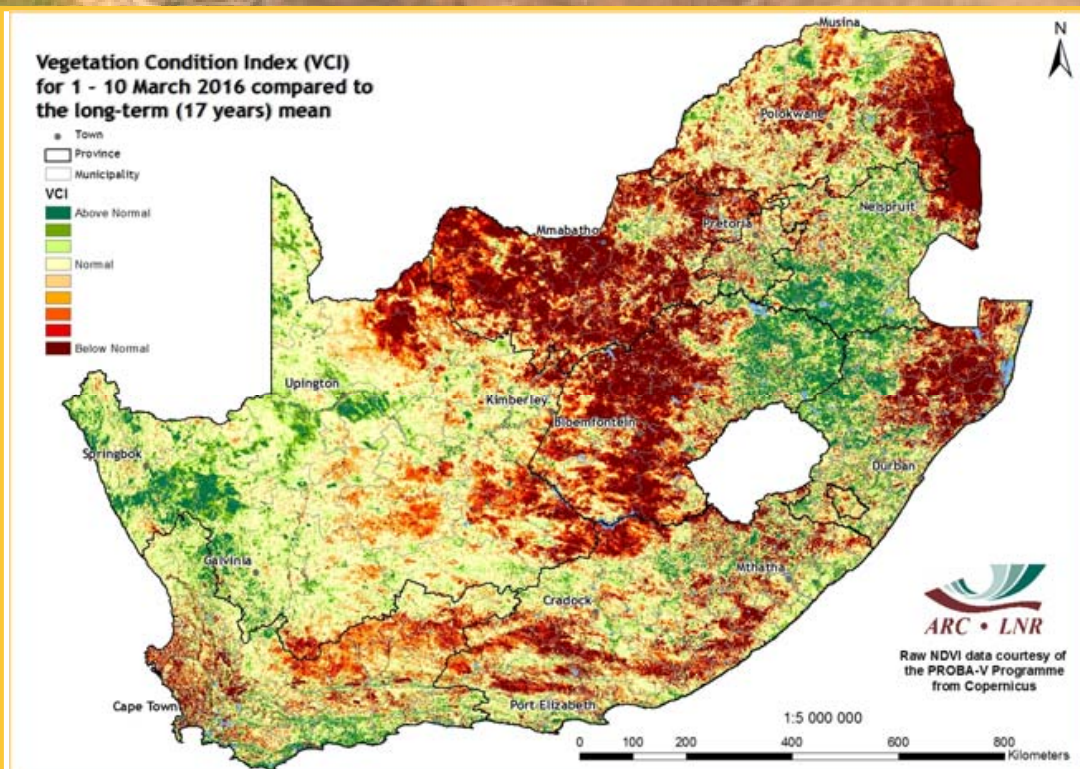 Vegetation Condition Index (VCI)
for 1 - 10 March 2016 compared to
the long-term (17 years) mean
Town
Province
Municipality
VCI
Above Normal
Normal
Below Normal
N
Musina
Polokwane
Nelspruit
Pretoria
Mmabatho
Upington
Kimberley
Bloemfontein
Springbok
Durban
Galvinia
Mthatha
Cradock
Cape Town
Port Elizabeth
ARC • LNR
Raw NDVI data courtesy of
the PROBA-V Programme
from Copernicus
1:5 000 000
0 100 200 400 600 800
Kilometers